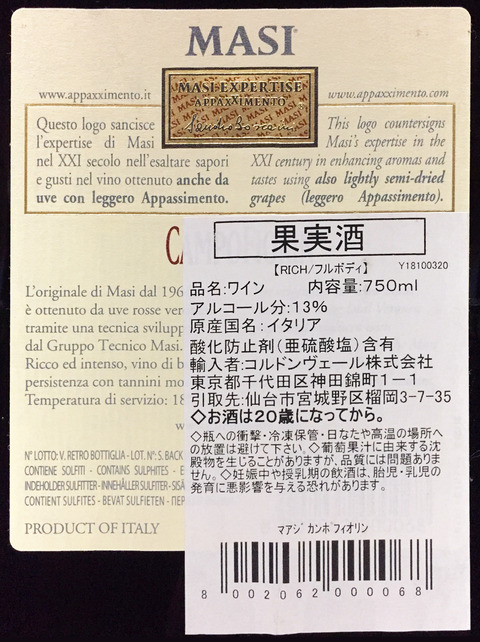 MASI
www.appaxximento.it
www.appaxximento.com
MASI EXPERTISE
APPAXXIMENTO
Questo logo sancisce
l'expertise di Masi
nel XXI secolo nell'esaltare sapori
e gusti nel vino ottenuto anche da
uve con leggero Appassimento.
This logo countersigns
Masi's expertise in the
XXI century in enhancing aromas and
tastes using also lightly semi-dried
grapes (leggero Appassimento).
L'originale di Masi dal 196
è ottenuto da uve rosse ver
tramite una tecnica svilupp
dal Gruppo Tecnico Masi.
Ricco ed intenso, vino di b
persistenza con tannini mo
Temperatura di servizio: 18
N° LOTTO: V. RETRO BOTTIGLIA - LOT. N°: S. BACK
CONTIENE SOLFITI - CONTAINS SULPHITES - E
INDEHOLDER SULFITTER - INNEHÅLLER SULFITER - SISÄ
CONTIENT SULFITES - BEVAT SULFIETEN - ПЕР
PRODUCT OF ITALY
果実酒
【RICH/フルボディ】 Y18100320
品名:ワイン 内容量:750ml
アルコール分:13%
原産国名:イタリア
酸化防止剤(亜硫酸塩)含有
輸入者:コルドンヴェール株式会社
東京都千代田区神田錦町1-1
引取先:仙台市宮城野区榴岡3-7-35
◇お酒は20歳になってから。
◇瓶への衝撃・冷凍保管・日なたや高温の場所へ
の放置は避けて下さい。◇葡萄果汁に由来する沈
殿物を生じることがありますが、品質には問題ありま
せん。◇妊娠中や授乳期の飲酒は、胎児・乳児の
発育に悪影響を与える恐れがあります。
マアジ カンポフィオリン
8 002062 000068